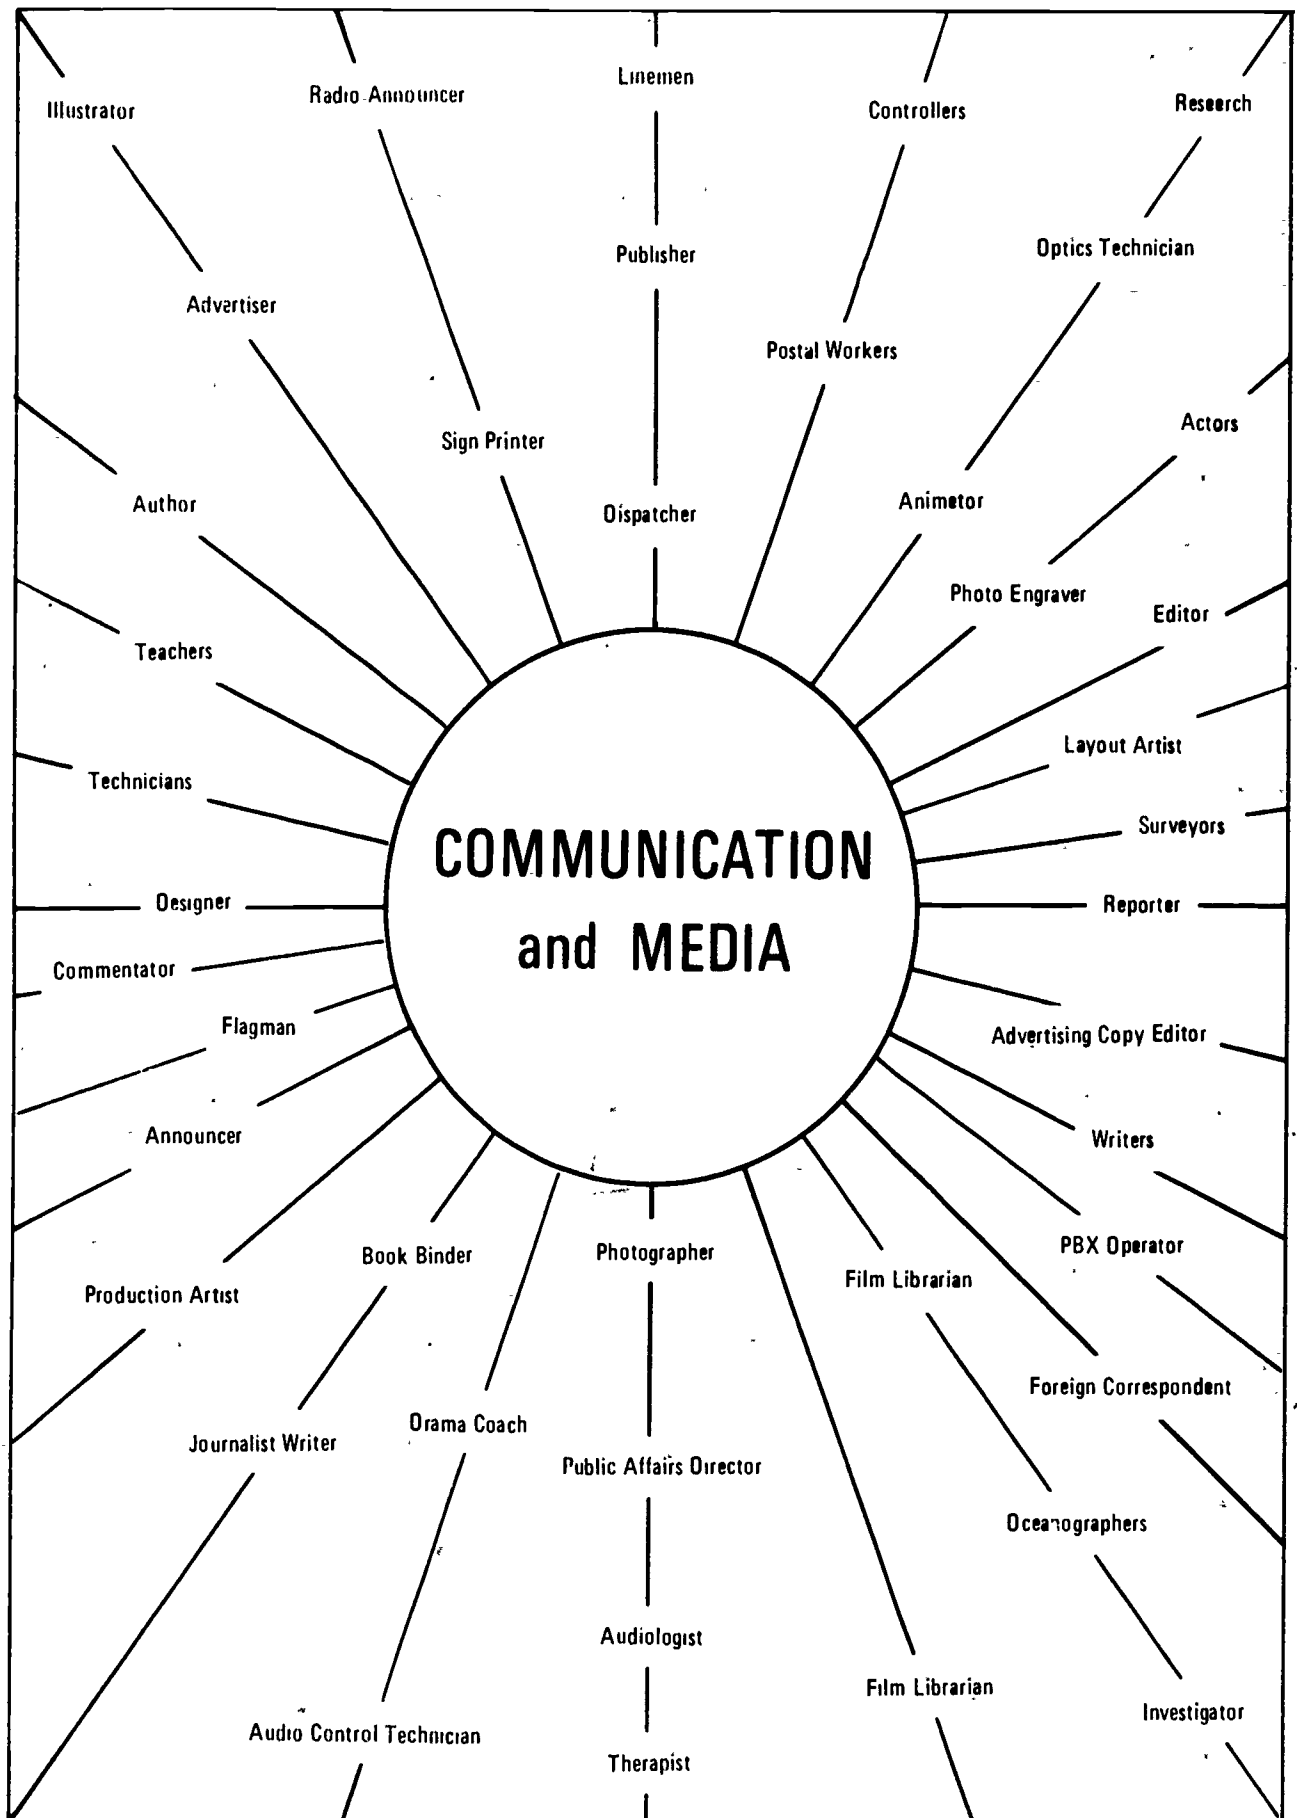 Linemen
Radio Announcer
Research
Illustrator
Controllers
Optics Technician
Publisher
Advertiser
Postal Workers
Actors
Sign Printer
Animator
Author
Dispatcher
Photo Engraver
Editor
Teachers
Layout Artist
Technicians
Surveyors
COMMUNICATION
and MEDIA
Designer
Reporter
Commentator
Flagman
Advertising Copy Editor
Announcer
Writers
PBX Operator
Photographer
Book Binder
Film Librarian
Production Artist
Foreign Correspondent
Drama Coach
Journalist Writer
Public Affairs Director
Oceanographers
Audiologist
Film Librarian
Investigator
Audio Control Technician
Therapist